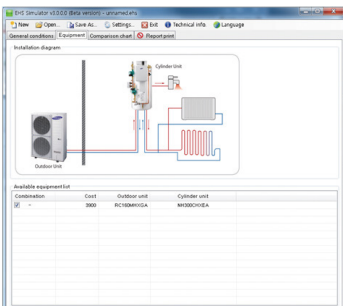 EHS Simulator v3.0.0.0 (Beta version) - unnamed.ehs
New Open... Save As... Settings... Exit Technical info Language
General conditions Equipment Comparison chart Report print
Installation diagram
Cylinder Unit
Outdoor Unit
Available equipment list
Combination Cost Outdoor unit Cylinder unit
3900